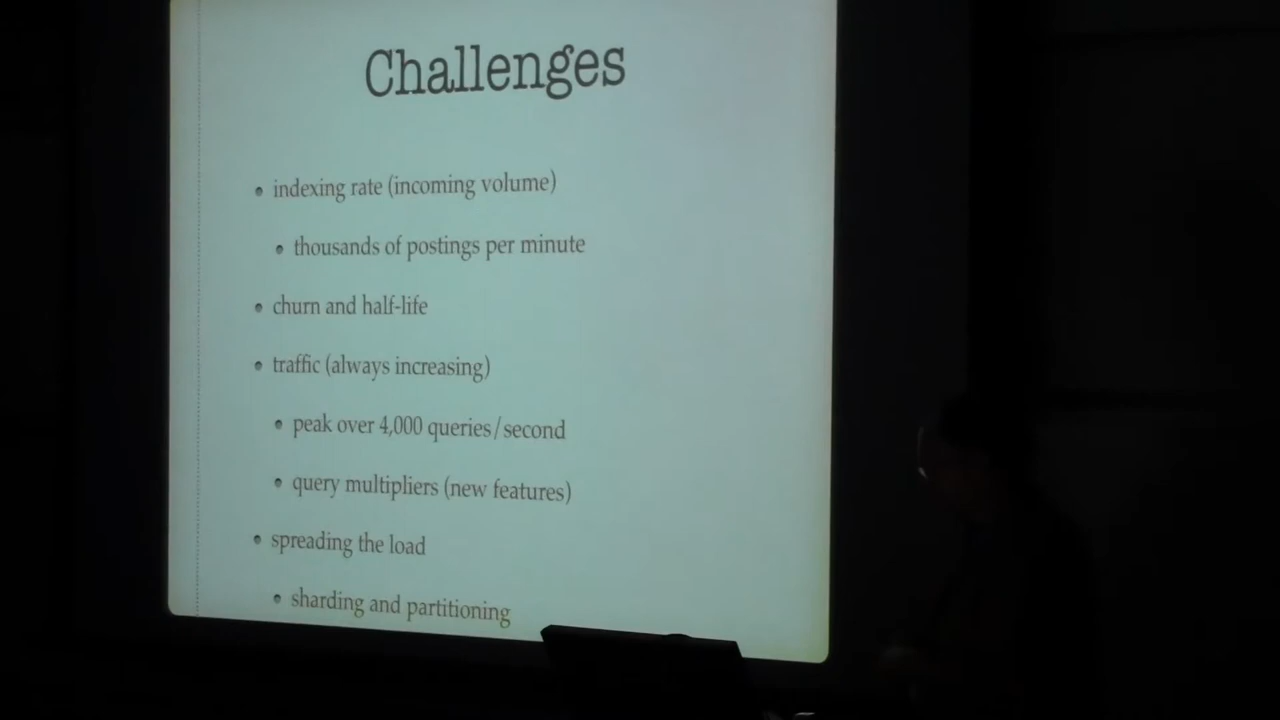 Challenges
• indexing rate (incoming volume)
• thousands of postings per minute
• churn and half-life
• traffic (always increasing)
• peak over 4,000 queries/second
• query multipliers (new features)
• spreading the load
• sharding and partitioning